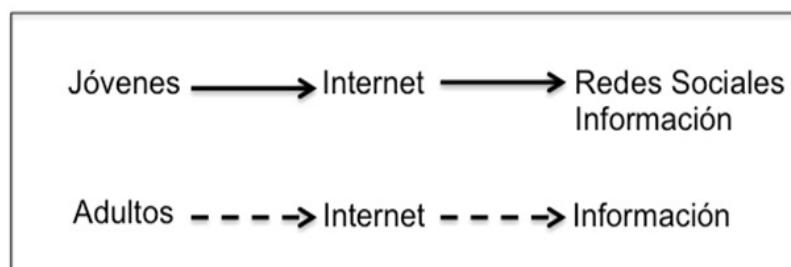 Jóvenes Internet Redes Sociales
Información
Adultos Internet Información